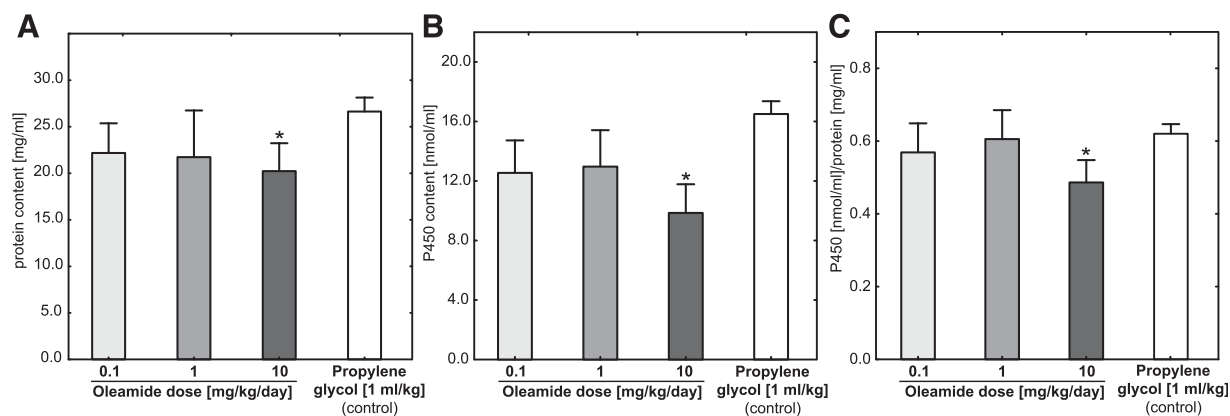 A
protein content [mg/ml]
30.0
25.0
20.0
15.0
10.0
5.0
0.0
*
0.1 1 10
Oleamide dose [mg/kg/day]
Propylene
glycol [1 ml/kg]
(control)
B
P450 content [nmol/ml]
20.0
16.0
12.0
8.0
4.0
0.0
*
0.1 1 10
Oleamide dose [mg/kg/day]
Propylene
glycol [1 ml/kg]
(control)
C
P450 [nmol/ml]/protein [mg/ml]
0.8
0.6
0.4
0.2
0.0
*
0.1 1 10
Oleamide dose [mg/kg/day]
Propylene
glycol [1 ml/kg]
(control)